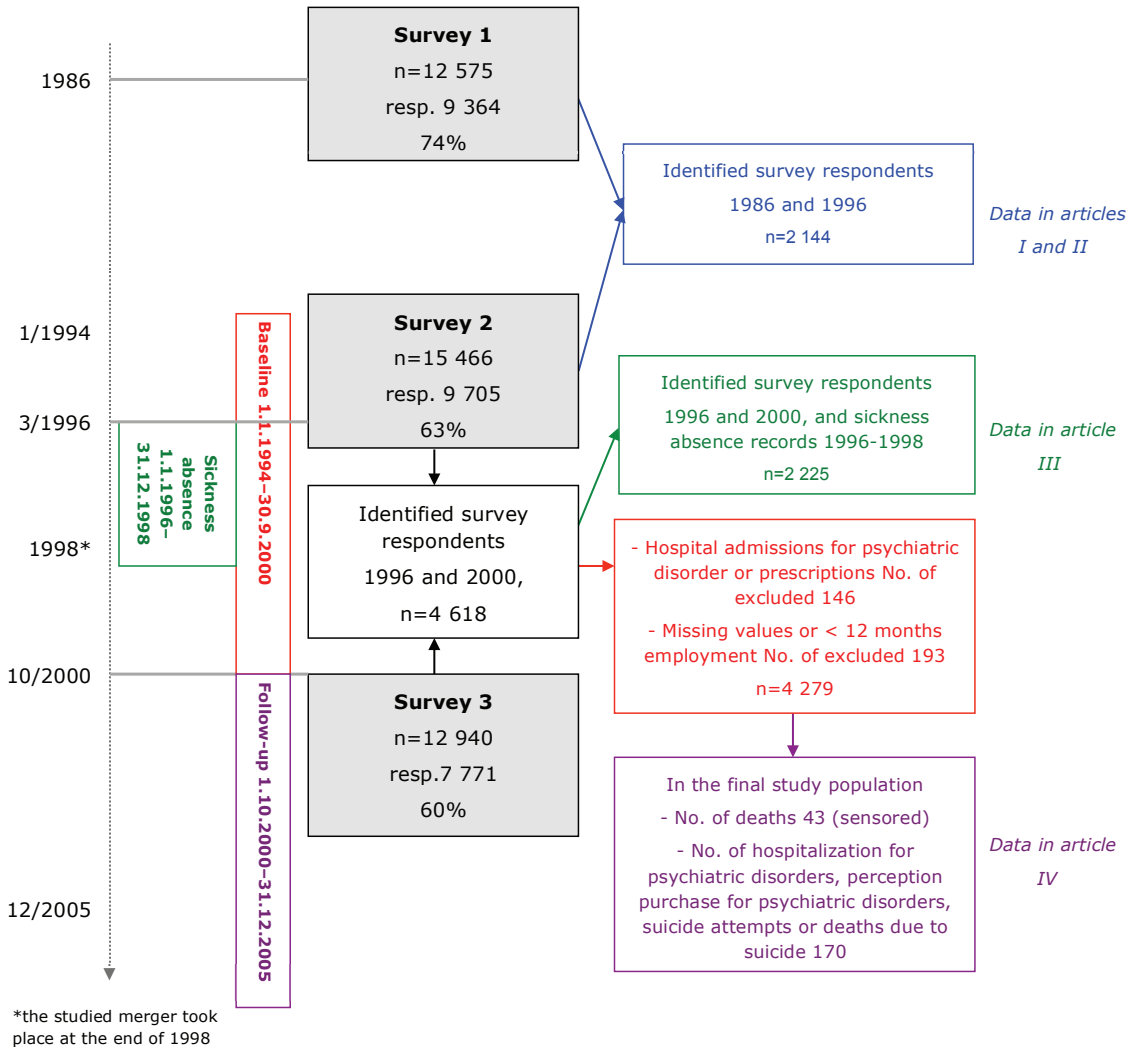 Survey 1
n=12 575
resp. 9 364
74%
1986
Identified survey respondents
1986 and 1996
n=2 144
Data in articles
I and II
Survey 2
n=15 466
resp. 9 705
63%
1/1994
3/1996
Baseline 1.1.1994–30.9.2000
Sickness
absence
1.1.1996–
31.12.1998
Identified survey respondents
1996 and 2000, and sickness
absence records 1996-1998
n=2 225
Data in article
III
Identified survey
respondents
1996 and 2000,
n=4 618
1998*
- Hospital admissions for psychiatric
disorder or prescriptions No. of
excluded 146
- Missing values or < 12 months
employment No. of excluded 193
n=4 279
10/2000
Survey 3
n=12 940
resp.7 771
60%
Follow-up 1.10.2000–31.12.2005
In the final study population
- No. of deaths 43 (sensored)
- No. of hospitalization for
psychiatric disorders, perception
purchase for psychiatric disorders,
suicide attempts or deaths due to
suicide 170
Data in article
IV
12/2005
*the studied merger took
place at the end of 1998